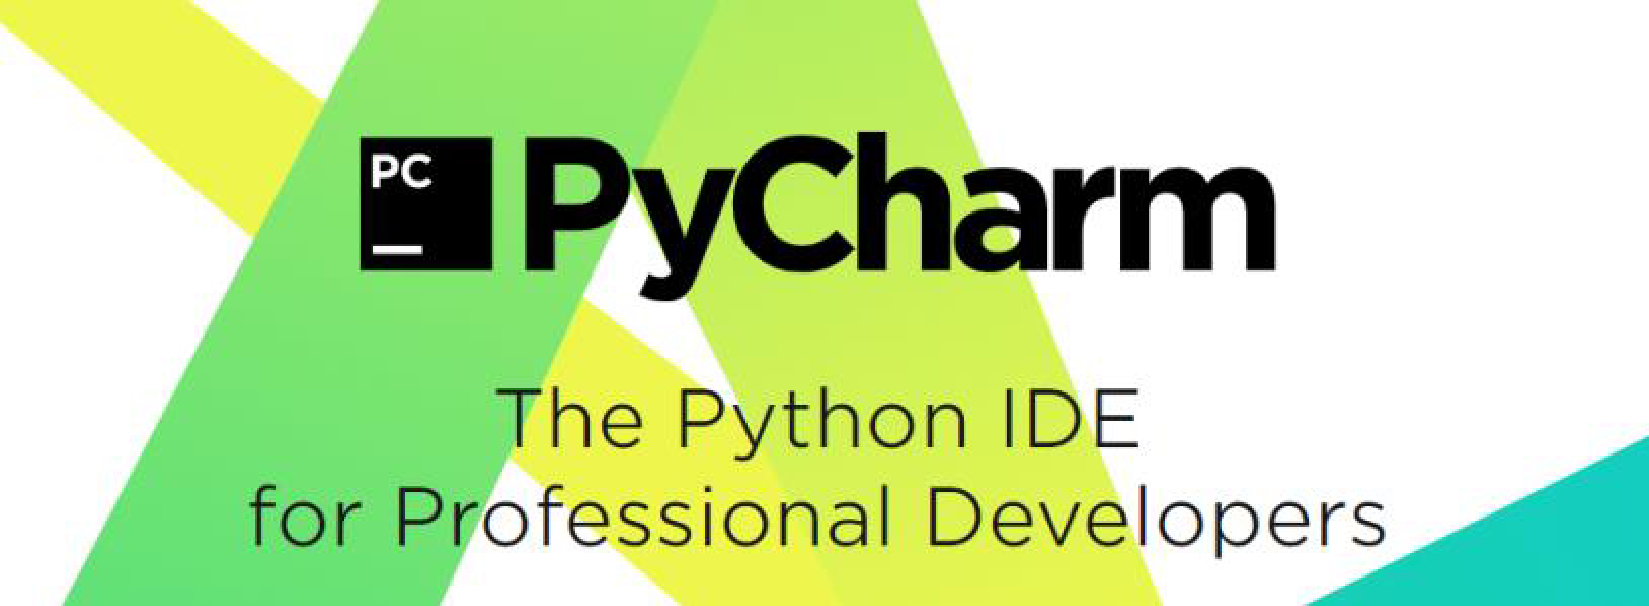 PC
PyCharm
The Python IDE
for Professional Developers